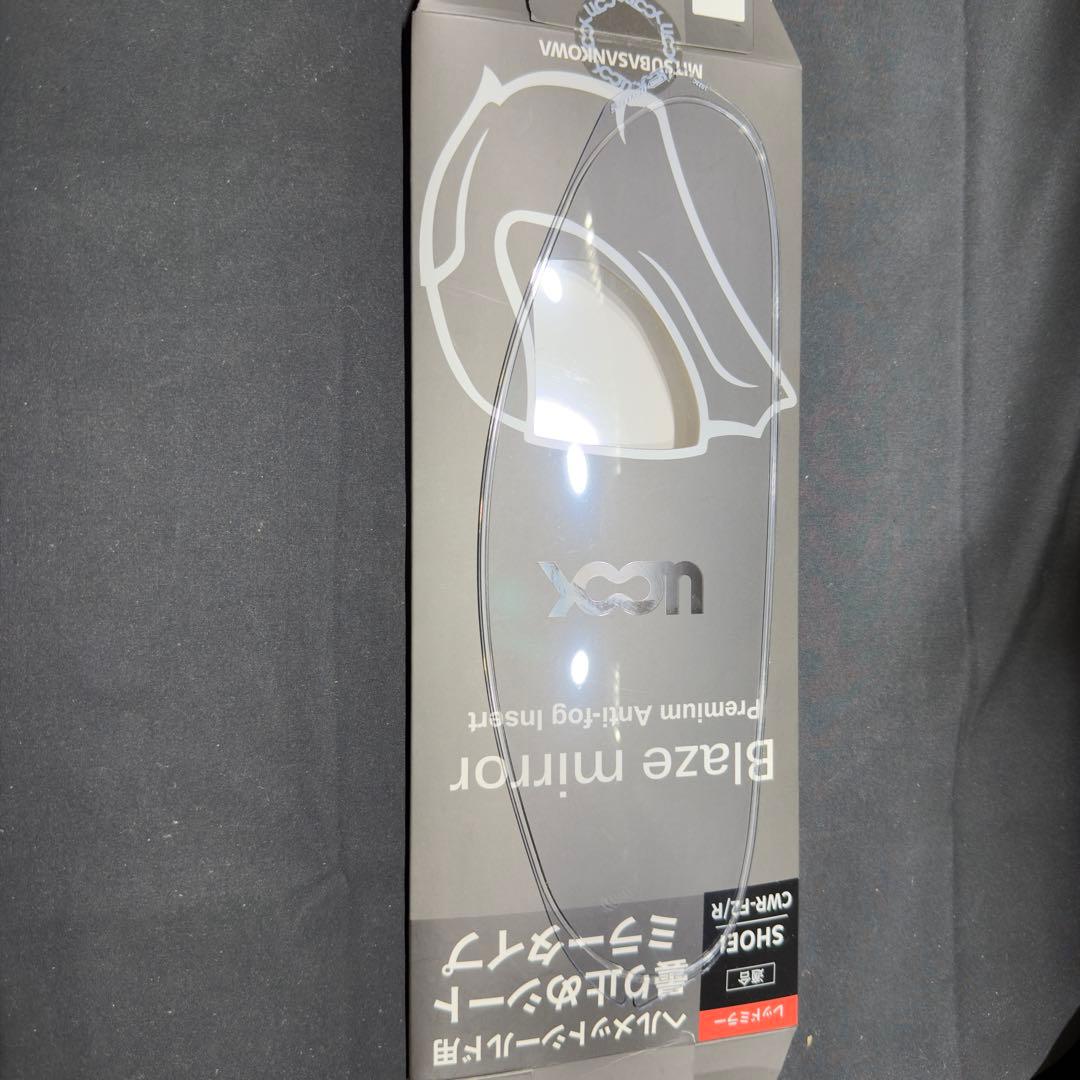 ヘルメットシールド用
曇り止めシート
ミラータイプ
レッドミラー
適合
SHOEI
CWR-F2/R
Blaze mirror
Premium Anti-fog Insert
uoox
MITSUBASANKOWA